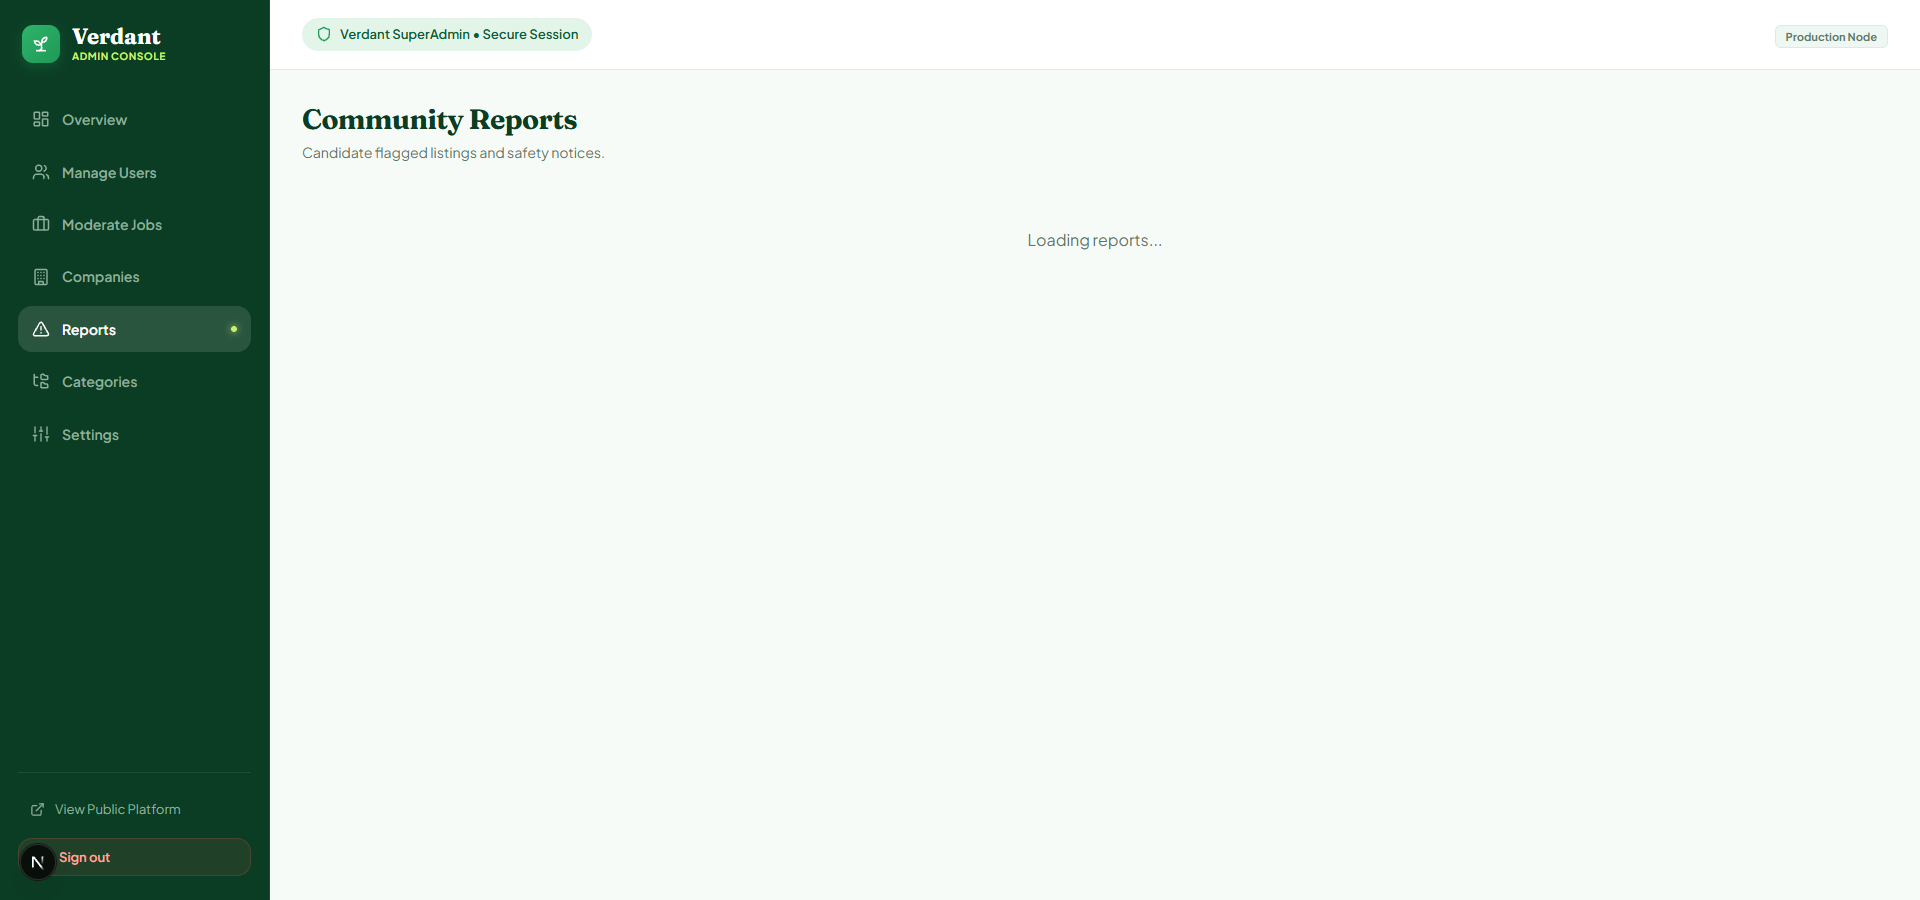 Verdant
ADMIN CONSOLE
Overview
Manage Users
Moderate Jobs
Companies
Reports
Categories
Settings
View Public Platform
N
Sign out
Verdant SuperAdmin • Secure Session
Production Node
Community Reports
Candidate flagged listings and safety notices.
Loading reports...